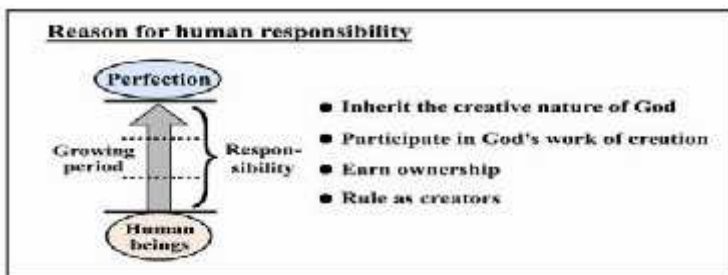 Reason for human responsibility
Perfection
Growing
period
Respon-
sibility
Human
beings
● Inherit the creative nature of God
● Participate in God's work of creation
● Earn ownership
● Rule as creators